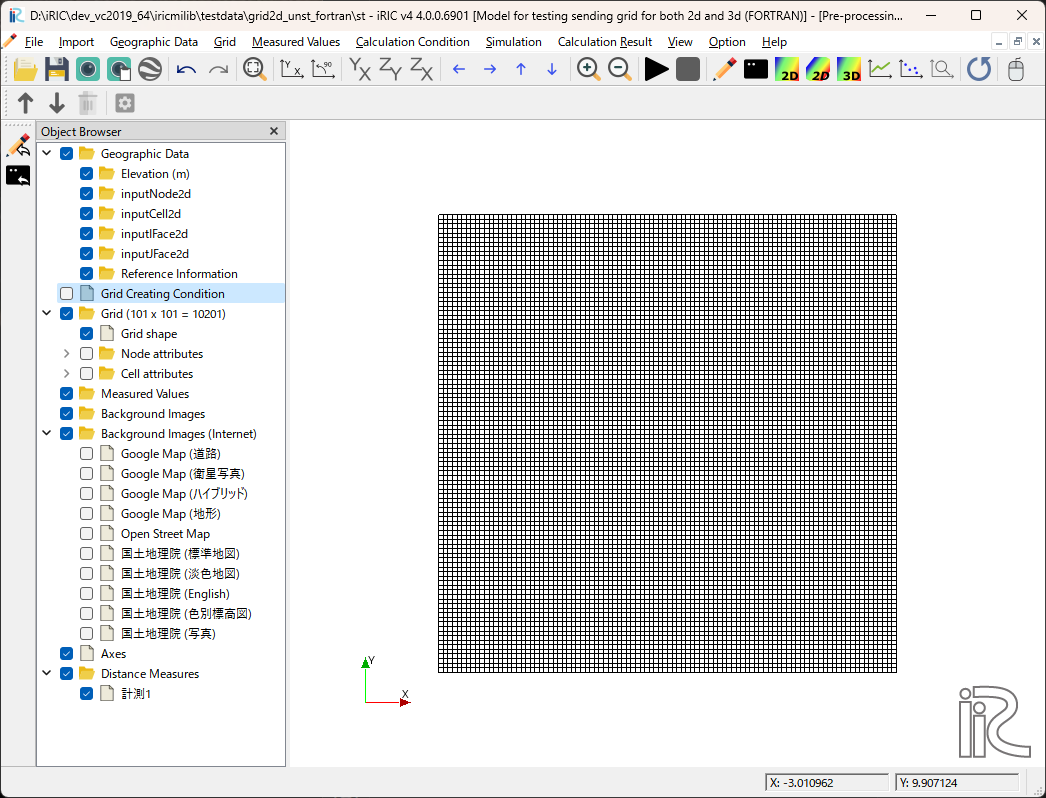 D:\iRIC\dev_vc2019_64\iricmilib\testdata\grid2d_unst_fortran\st - iRIC v4 4.0.0.6901 [Model for testing sending grid for both 2d and 3d (FORTRAN)] - [Pre-processin...
File Import Geographic Data Grid Measured Values Calculation Condition Simulation Calculation Result View Option Help
Y X Y X Z Y Z X 2D 2D 3D
Object Browser
Geographic Data
Elevation (m)
inputNode2d
inputCell2d
inputIFace2d
inputJFace2d
Reference Information
Grid Creating Condition
Grid (101 x 101 = 10201)
Grid shape
Node attributes
Cell attributes
Measured Values
Background Images
Background Images (Internet)
Google Map (道路)
Google Map (衛星写真)
Google Map (ハイブリッド)
Google Map (地形)
Open Street Map
国土地理院 (標準地図)
国土地理院 (淡色地図)
国土地理院 (English)
国土地理院 (色別標高図)
国土地理院 (写真)
Axes
Distance Measures
計測1
Y
X
iRIC
X: -3.010962
Y: 9.907124